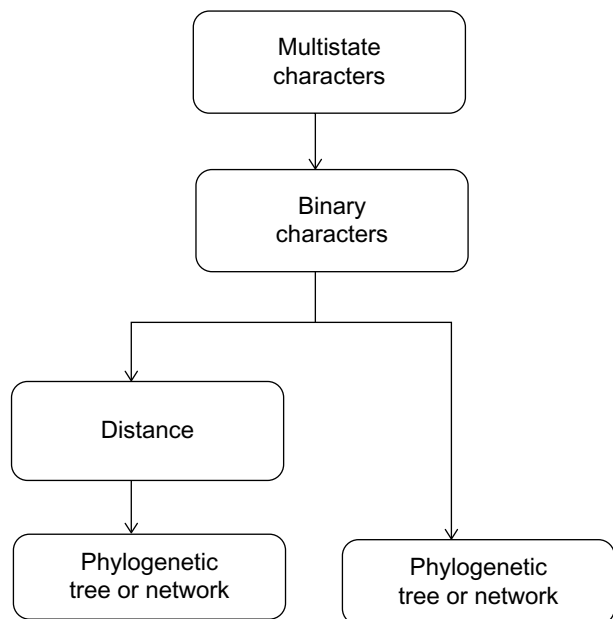 Multistate
characters
Binary
characters
Distance
Phylogenetic
tree or network
Phylogenetic
tree or network